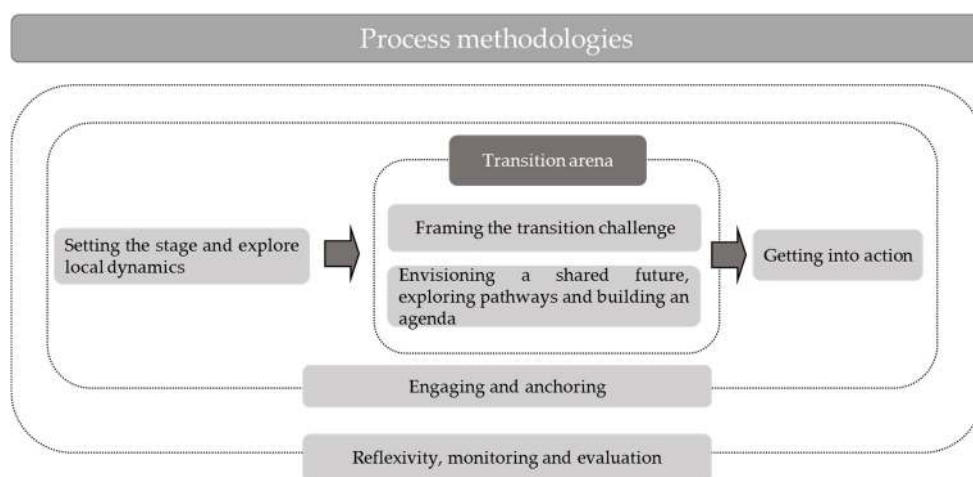 Process methodologies
Transition arena
Setting the stage and explore
local dynamics
Framing the transition challenge
Envisioning a shared future,
exploring pathways and building an
agenda
Getting into action
Engaging and anchoring
Reflexivity, monitoring and evaluation